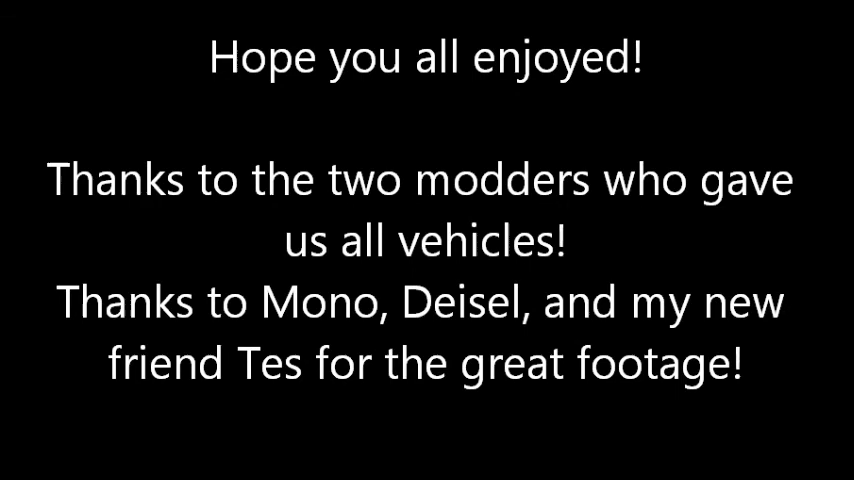 Hope you all enjoyed!
Thanks to the two modders who gave
us all vehicles!
Thanks to Mono, Deisel, and my new
friend Tes for the great footage!